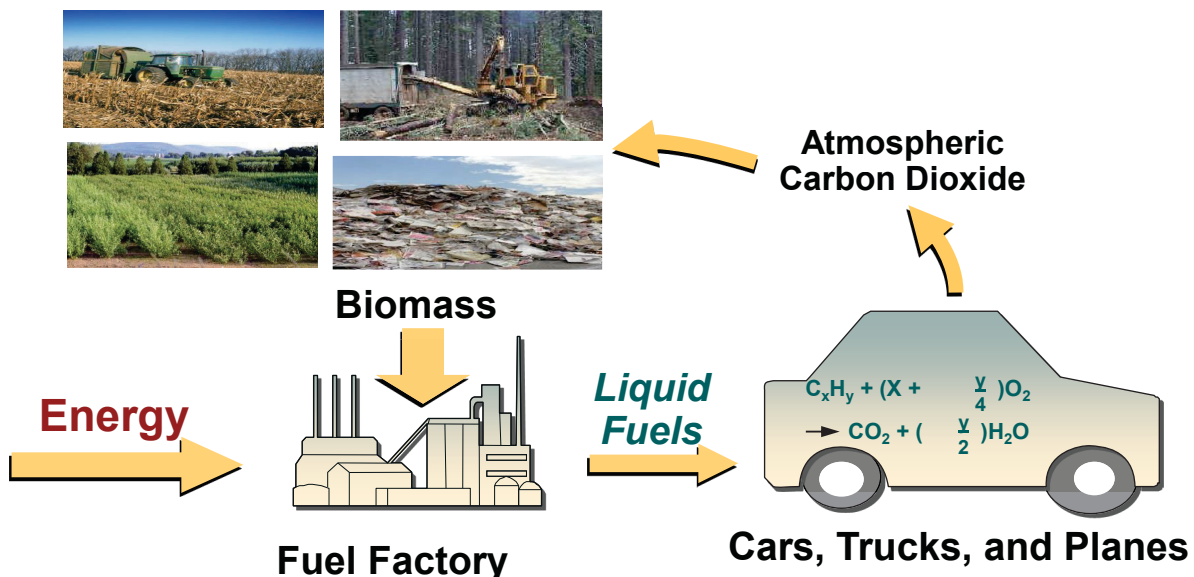 Atmospheric
Carbon Dioxide
Biomass
Energy
Liquid
Fuels
CxHy + (X + y/4 )O2
→ CO2 + ( y/2 )H2O
Fuel Factory
Cars, Trucks, and Planes